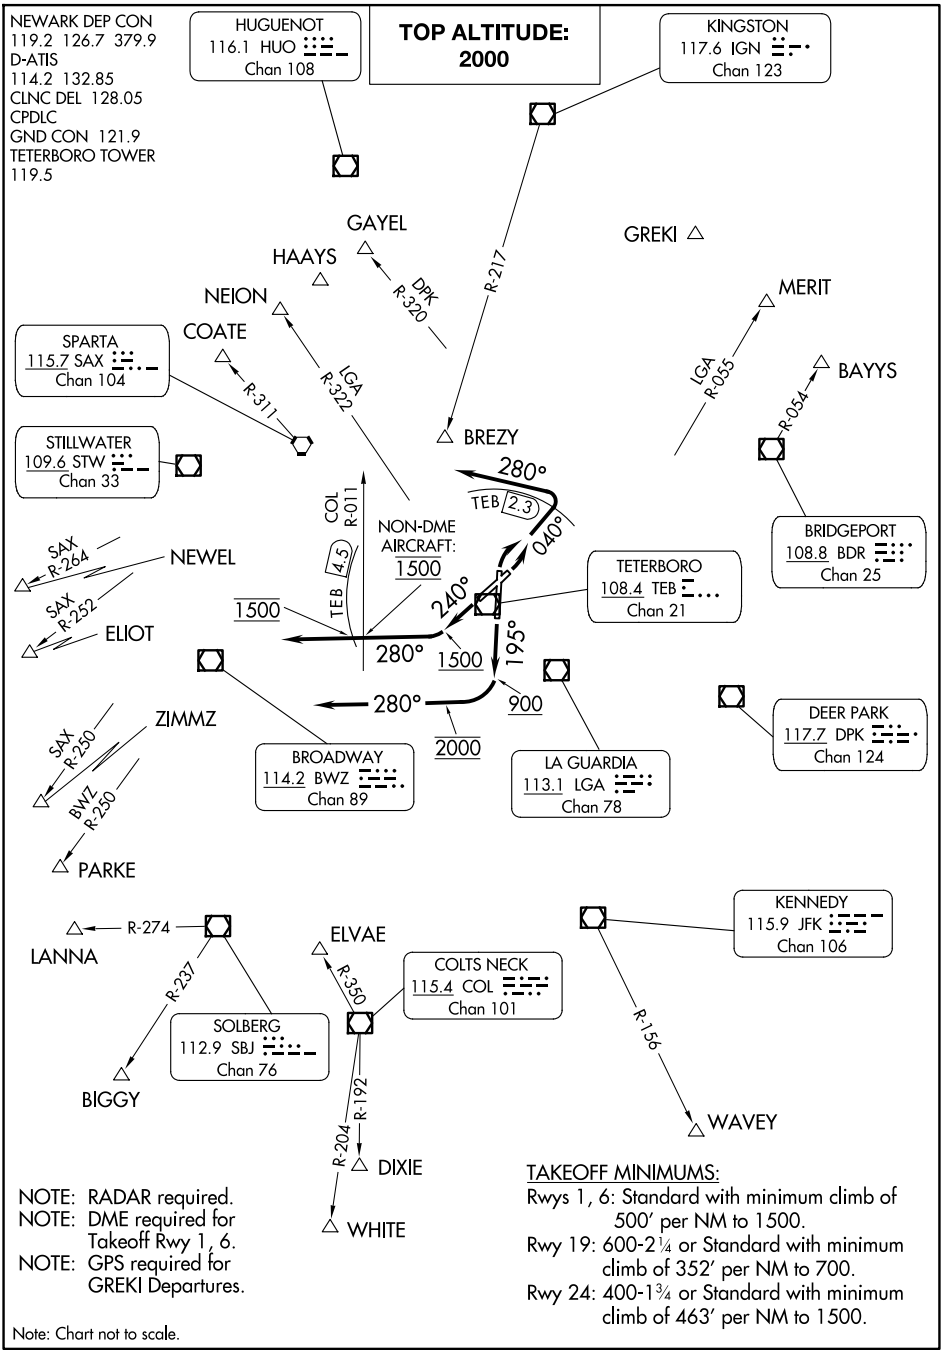 NEWARK DEP CON
119.2 126.7 379.9
D-ATIS
114.2 132.85
CLNC DEL 128.05
CPDLC
GND CON 121.9
TETERBORO TOWER
119.5
HUGUENOT
116.1 HUO
Chan 108
TOP ALTITUDE:
2000
KINGSTON
117.6 IGN
Chan 123
GAYEL
HAAYS
NEION
COATE
GREKI
MERIT
BAYYS
DPK
R-320
R-217
LGA
R-322
R-311
LGA
R-055
R-054
SPARTA
115.7 SAX
Chan 104
STILLWATER
109.6 STW
Chan 33
BREZY
280°
TEB 2.3
040°
COL
R-011
TEB 4.5
NON-DME
AIRCRAFT:
1500
BRIDGEPORT
108.8 BDR
Chan 25
TETERBORO
108.4 TEB
Chan 21
SAX
R-264
NEWEL
SAX
R-252
ELIOT
1500
240°
280°
1500
195°
280°
900
2000
SAX
R-250
ZIMMZ
BWZ
R-250
PARKE
BROADWAY
114.2 BWZ
Chan 89
LA GUARDIA
113.1 LGA
Chan 78
DEER PARK
117.7 DPK
Chan 124
KENNEDY
115.9 JFK
Chan 106
R-274
LANNA
R-237
BIGGY
SOLBERG
112.9 SBJ
Chan 76
ELVAE
R-350
COLTS NECK
115.4 COL
Chan 101
R-192
R-204
DIXIE
WHITE
R-156
WAVEY
NOTE: RADAR required.
NOTE: DME required for
Takeoff Rwy 1, 6.
NOTE: GPS required for
GREKI Departures.
Note: Chart not to scale.
TAKEOFF MINIMUMS:
Rwys 1, 6: Standard with minimum climb of
500' per NM to 1500.
Rwy 19: 600-2¼ or Standard with minimum
climb of 352' per NM to 700.
Rwy 24: 400-1¾ or Standard with minimum
climb of 463' per NM to 1500.